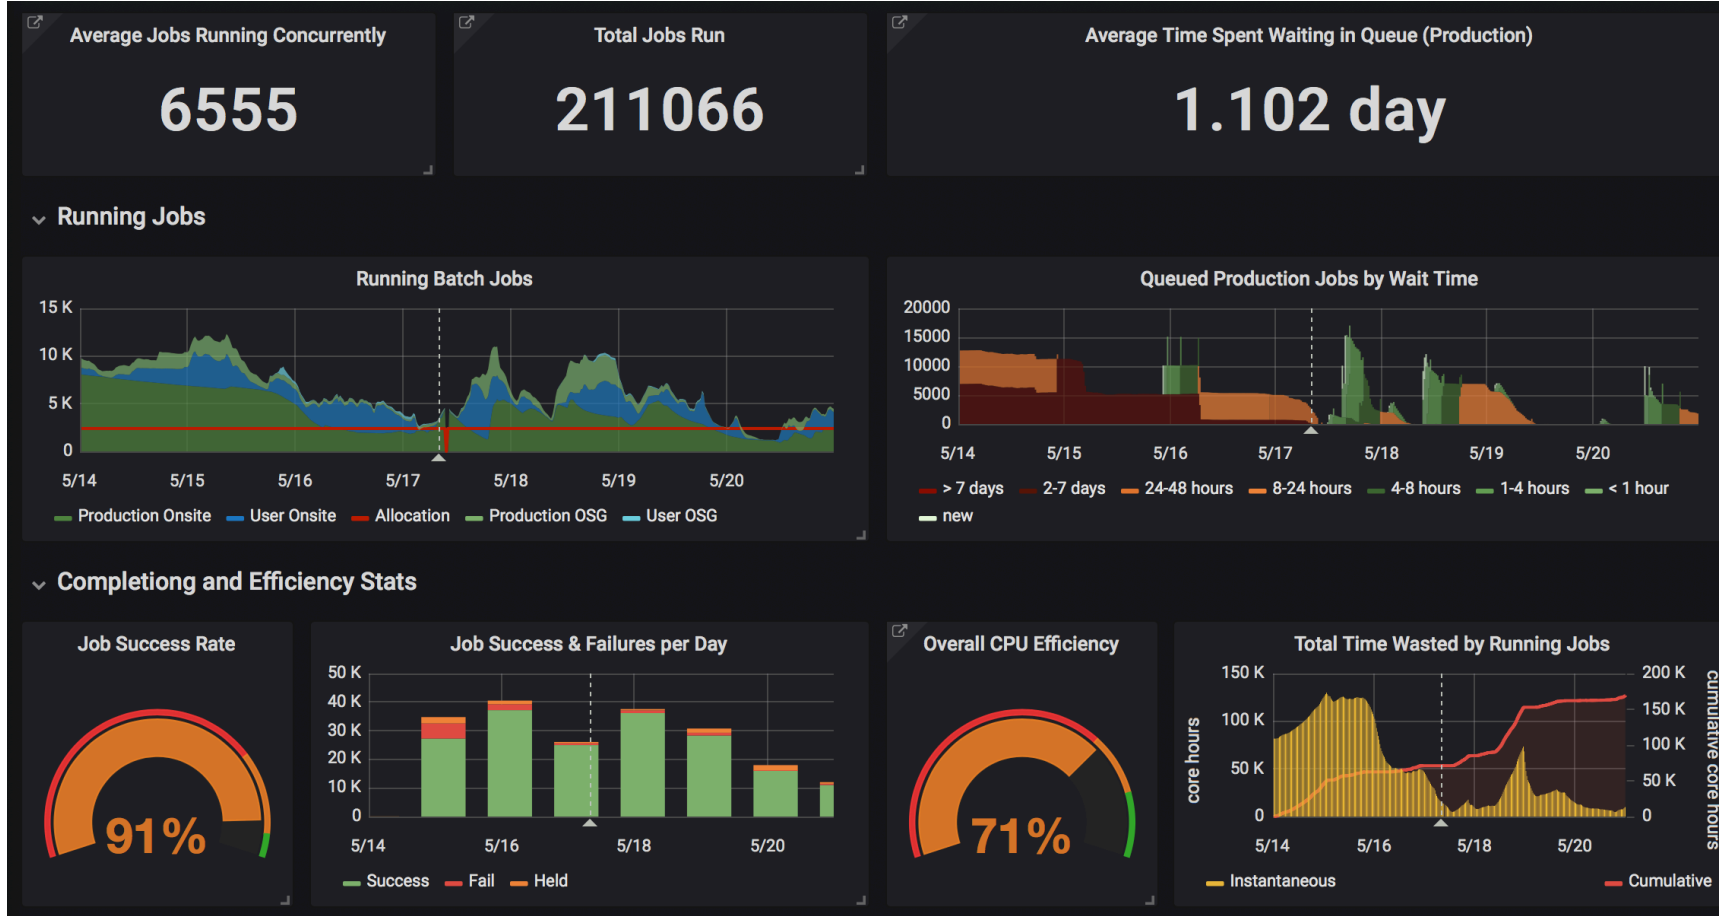 Average Jobs Running Concurrently
6555
Total Jobs Run
211066
Average Time Spent Waiting in Queue (Production)
1.102 day
Running Jobs
Running Batch Jobs
15 K
10 K
5 K
0
5/14 5/15 5/16 5/17 5/18 5/19 5/20
Production Onsite User Onsite Allocation Production OSG User OSG
Queued Production Jobs by Wait Time
20000
15000
10000
5000
0
5/14 5/15 5/16 5/17 5/18 5/19 5/20
> 7 days 2-7 days 24-48 hours 8-24 hours 4-8 hours 1-4 hours < 1 hour
new
Completiong and Efficiency Stats
Job Success Rate
91%
Job Success & Failures per Day
50 K
40 K
30 K
20 K
10 K
0
5/14 5/16 5/18 5/20
Success Fail Held
Overall CPU Efficiency
71%
Total Time Wasted by Running Jobs
core hours
150 K
100 K
50 K
0
200 K
150 K
100 K
50 K
0
cumulative core hours
5/14 5/16 5/18 5/20
Instantaneous Cumulative